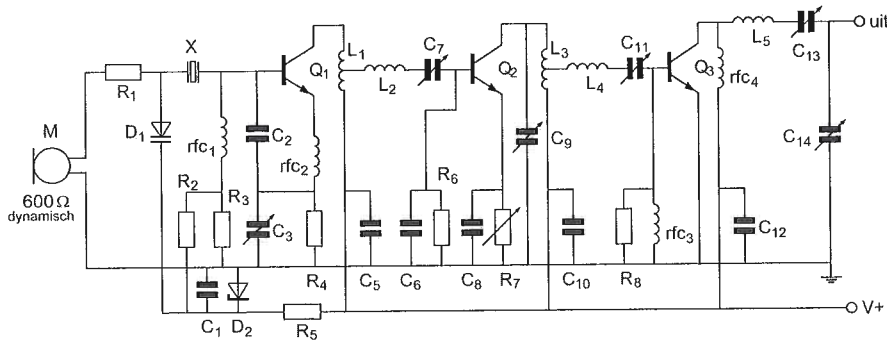 X
R1
D1
M
600 Ω
dynamisch
rfc1
C2
Q1
L1
C7
L2
Q2
L3
C11
L4
Q3
rfc4
L5
C13
uit
rfc2
C9
C14
R2
R3
C3
R6
R4
C5
C6
C8
R7
C10
R8
rfc3
C12
C1
D2
R5
V+